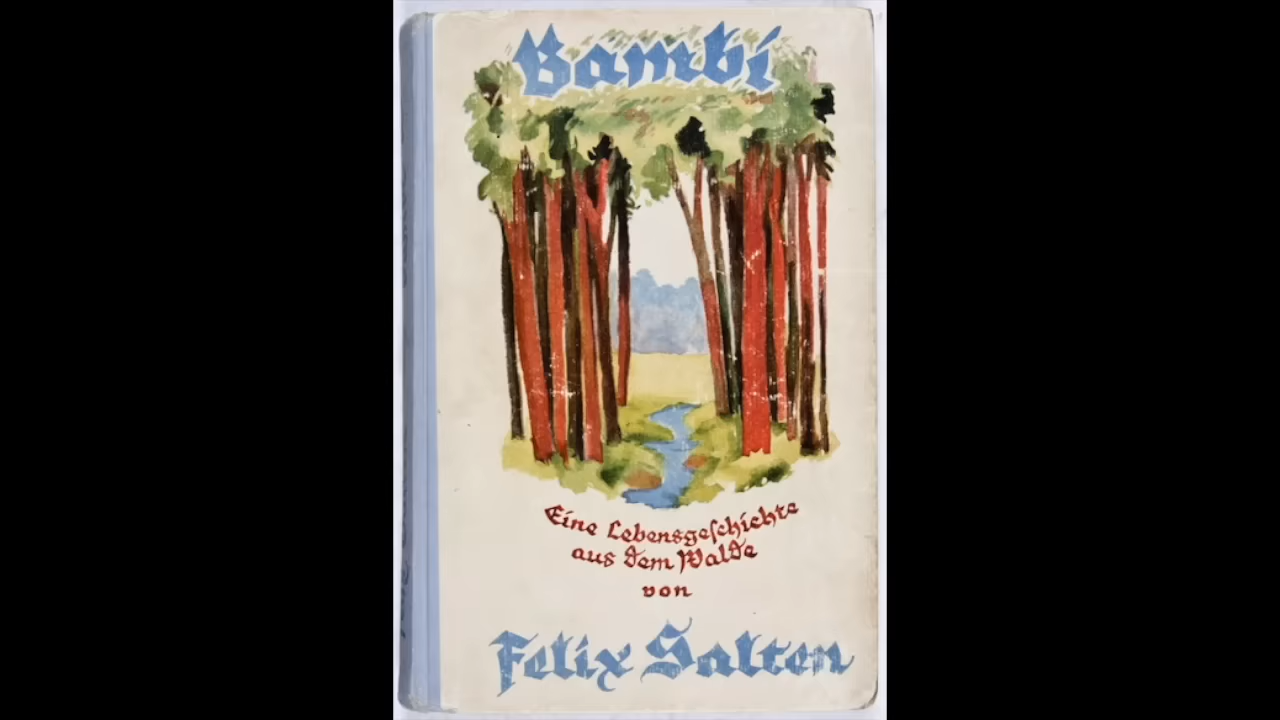 Bambi
Eine Lebensgeſchichte
aus dem Walde
von
Felix Salten